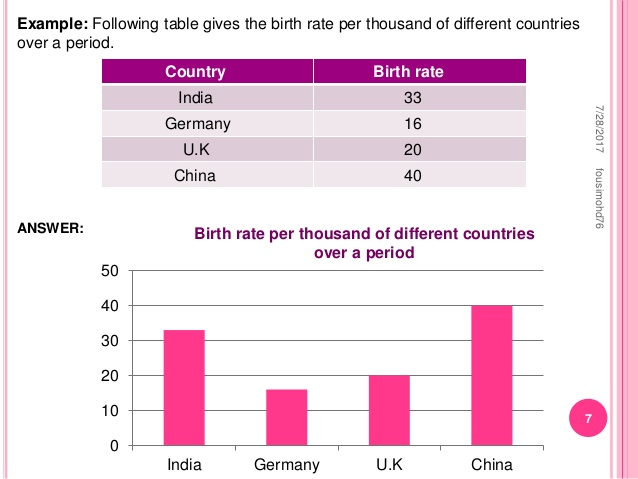 Example: Following table gives the birth rate per thousand of different countries
over a period.
Country Birth rate
India 33
Germany 16
U.K 20
China 40
ANSWER:
Birth rate per thousand of different countries
over a period
50
40
30
20
10
0
India Germany U.K China
7/28/2017 fousimohd76
7